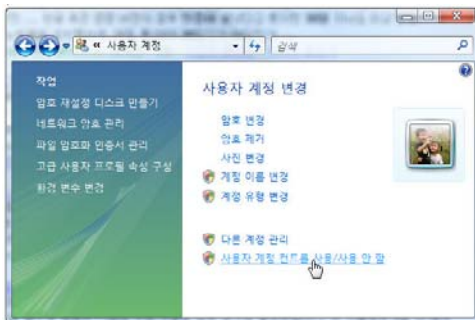 « 사용자 계정
검색
작업
암호 재설정 디스크 만들기
네트워크 암호 관리
파일 암호화 인증서 관리
고급 사용자 프로필 속성 구성
환경 변수 변경
사용자 계정 변경
암호 변경
암호 제거
사진 변경
계정 이름 변경
계정 유형 변경
다른 계정 관리
사용자 계정 컨트롤 사용/사용 안 함